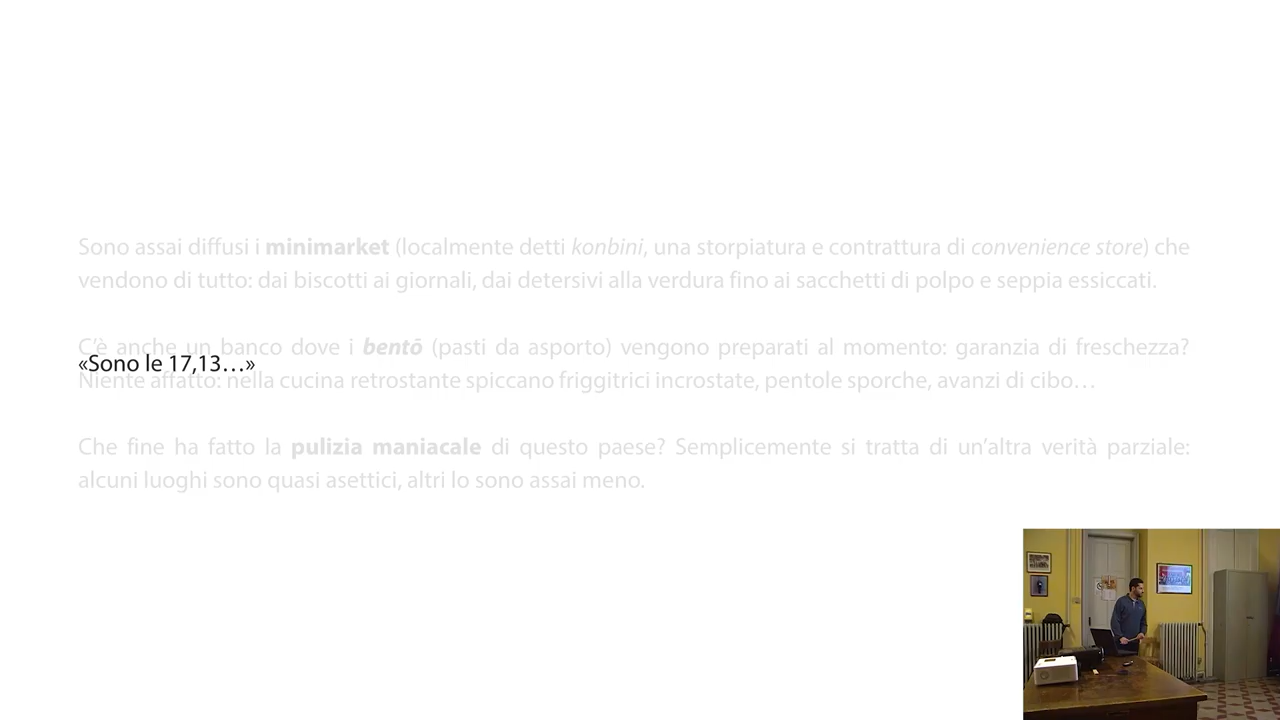 Sono assai diffusi i minimarket (localmente detti konbini, una storpiatura e contrattura di convenience store) che
vendono di tutto: dai biscotti ai giornali, dai detersivi alla verdura fino ai sacchetti di polpo e seppia essiccati.
C’è anche un banco dove i bentō (pasti da asporto) vengono preparati al momento: garanzia di freschezza?
«Sono le 17,13…»
Niente affatto: nella cucina retrostante spiccano friggitrici incrostate, pentole sporche, avanzi di cibo…
Che fine ha fatto la pulizia maniacale di questo paese? Semplicemente si tratta di un’altra verità parziale:
alcuni luoghi sono quasi asettici, altri lo sono assai meno.